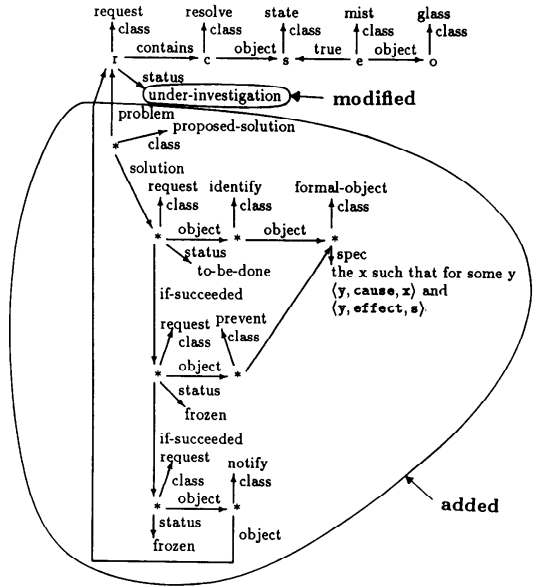 request resolve state mist glass
class class class class class
contains object true object
r c s e o
status
under-investigation
modified
problem
proposed-solution
class
*
solution
request identify formal-object
class class class
object object
* * *
status spec
to-be-done the x such that for some y
⟨y, cause, x⟩ and
if-succeeded ⟨y, effect, s⟩.
request prevent
class class
object
* *
status
frozen
if-succeeded
request notify
class class
object
* *
status object
frozen
added